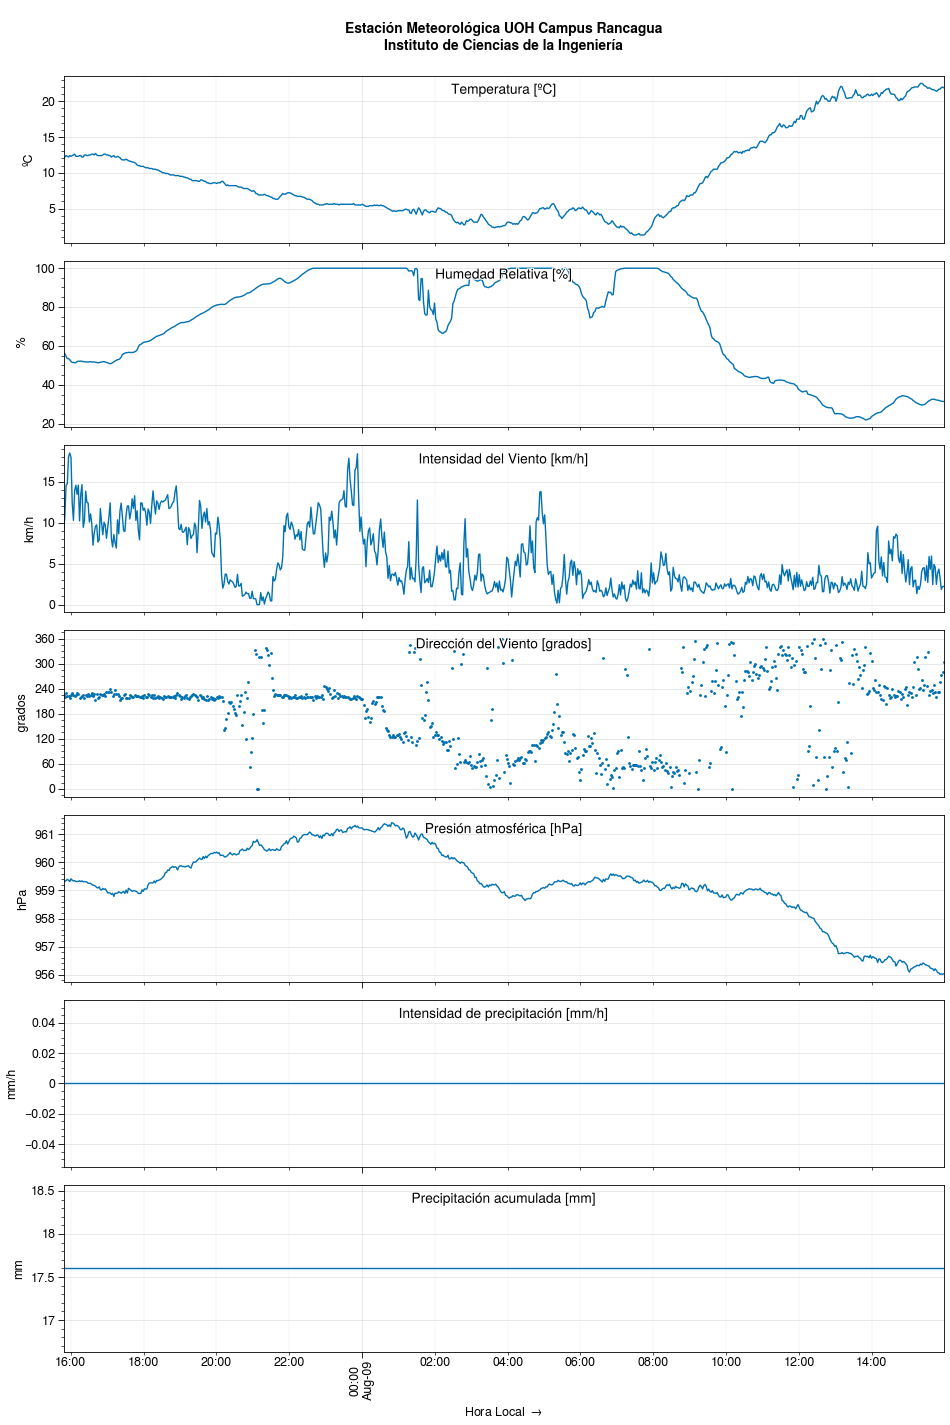 Estación Meteorológica UOH Campus Rancagua
Instituto de Ciencias de la Ingeniería
Temperatura [ºC]
ºC
20
15
10
5
Humedad Relativa [%]
%
100
80
60
40
20
Intensidad del Viento [km/h]
km/h
15
10
5
0
Dirección del Viento [grados]
grados
360
300
240
180
120
60
0
Presión atmosférica [hPa]
hPa
961
960
959
958
957
956
Intensidad de precipitación [mm/h]
mm/h
0.04
0.02
0
−0.02
−0.04
Precipitación acumulada [mm]
mm
18.5
18
17.5
17
16:00 18:00 20:00 22:00 00:00 02:00 04:00 06:00 08:00 10:00 12:00 14:00
Aug-09
Hora Local →